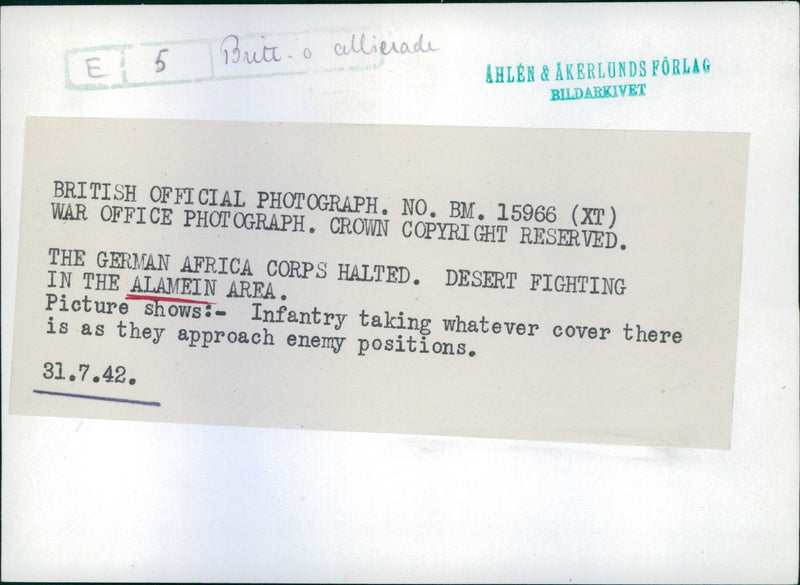 E 5 Britt. o allierade
ÅHLÉN & ÅKERLUNDS FÖRLAG
BILDARKIVET
BRITISH OFFICIAL PHOTOGRAPH. NO. BM. 15966 (XT)
WAR OFFICE PHOTOGRAPH. CROWN COPYRIGHT RESERVED.
THE GERMAN AFRICA CORPS HALTED. DESERT FIGHTING
IN THE ALAMEIN AREA.
Picture shows:- Infantry taking whatever cover there
is as they approach enemy positions.
31.7.42.